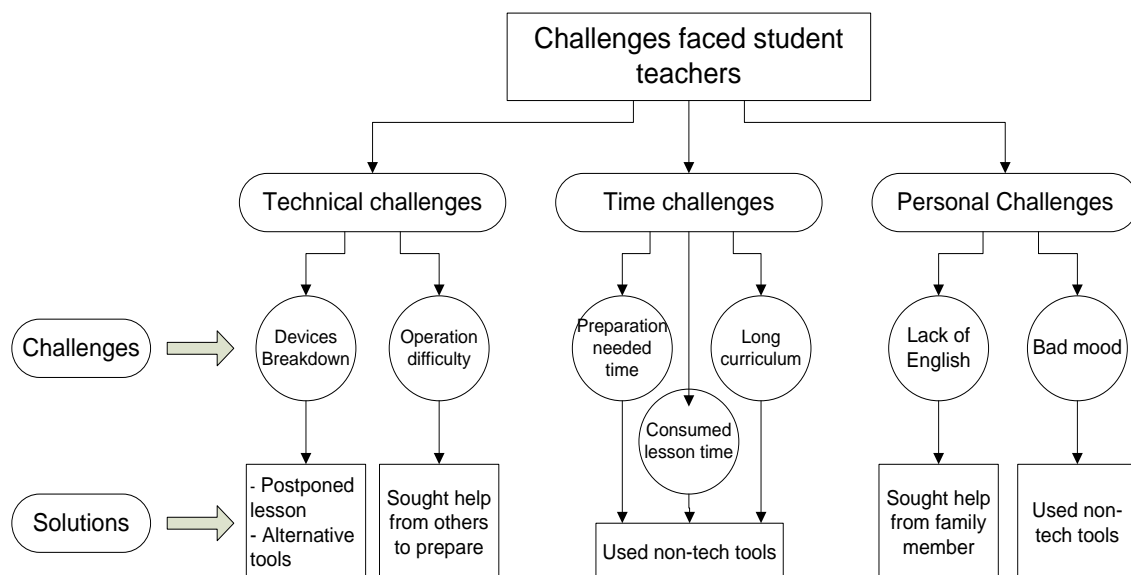 Challenges faced student
teachers
Technical challenges
Time challenges
Personal Challenges
Challenges
Devices
Breakdown
Operation
difficulty
Preparation
needed
time
Consumed
lesson time
Long
curriculum
Lack of
English
Bad mood
Solutions
- Postponed
lesson
- Alternative
tools
Sought help
from others
to prepare
Used non-tech tools
Sought help
from family
member
Used non-
tech tools